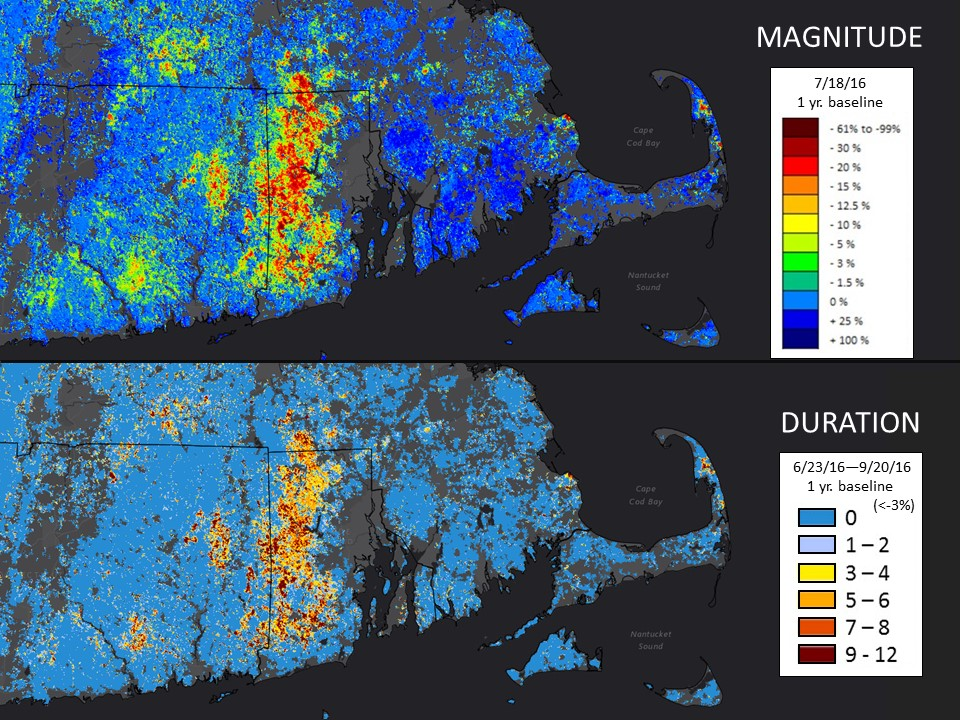 MAGNITUDE
7/18/16
1 yr. baseline
- 61% to -99%
- 30 %
- 20 %
- 15 %
- 12.5 %
- 10 %
- 5 %
- 3 %
- 1.5 %
0 %
+ 25 %
+ 100 %
Cape
Cod Bay
Nantucket
Sound
DURATION
6/23/16—9/20/16
1 yr. baseline
(<-3%)
0
1 – 2
3 – 4
5 – 6
7 – 8
9 - 12
Cape
Cod Bay
Nantucket
Sound